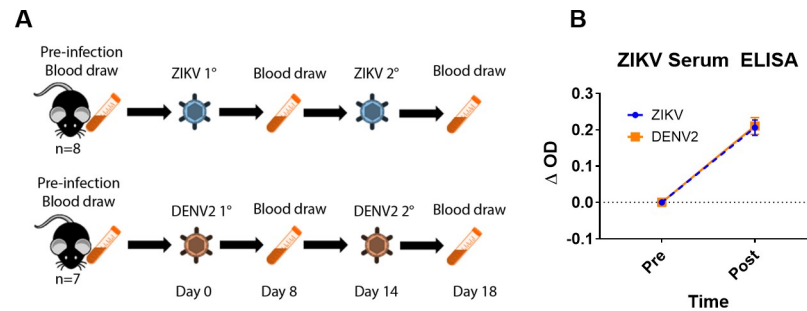 A
Pre-infection
Blood draw
ZIKV 1°
Blood draw
ZIKV 2°
Blood draw
n=8
Pre-infection
Blood draw
DENV2 1°
Blood draw
DENV2 2°
Blood draw
n=7
Day 0
Day 8
Day 14
Day 18
B
ZIKV Serum ELISA
0.3
0.2
0.1
0.0
-0.1
Δ OD
ZIKV
DENV2
Pre
Post
Time